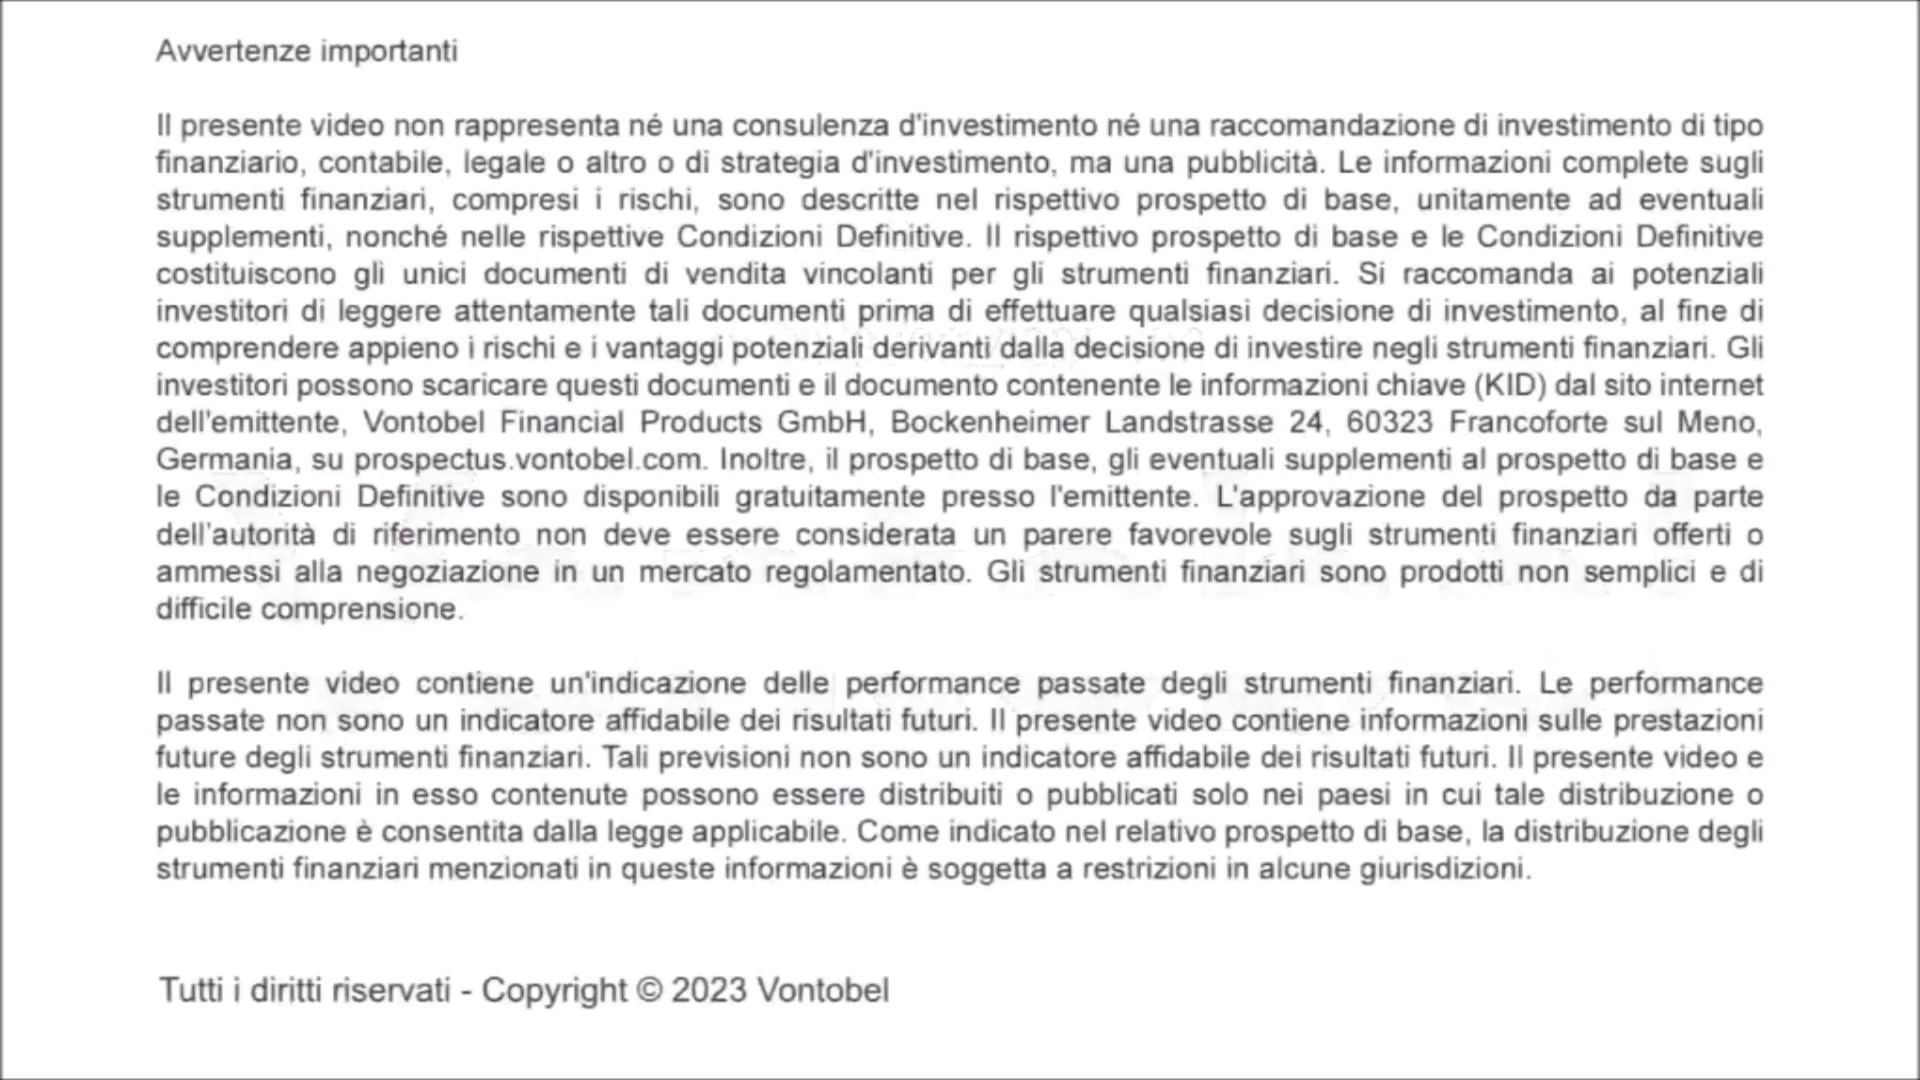 Avvertenze importanti
Il presente video non rappresenta né una consulenza d'investimento né una raccomandazione di investimento di tipo
finanziario, contabile, legale o altro o di strategia d'investimento, ma una pubblicità. Le informazioni complete sugli
strumenti finanziari, compresi i rischi, sono descritte nel rispettivo prospetto di base, unitamente ad eventuali
supplementi, nonché nelle rispettive Condizioni Definitive. Il rispettivo prospetto di base e le Condizioni Definitive
costituiscono gli unici documenti di vendita vincolanti per gli strumenti finanziari. Si raccomanda ai potenziali
investitori di leggere attentamente tali documenti prima di effettuare qualsiasi decisione di investimento, al fine di
comprendere appieno i rischi e i vantaggi potenziali derivanti dalla decisione di investire negli strumenti finanziari. Gli
investitori possono scaricare questi documenti e il documento contenente le informazioni chiave (KID) dal sito internet
dell'emittente, Vontobel Financial Products GmbH, Bockenheimer Landstrasse 24, 60323 Francoforte sul Meno,
Germania, su prospectus.vontobel.com. Inoltre, il prospetto di base, gli eventuali supplementi al prospetto di base e
le Condizioni Definitive sono disponibili gratuitamente presso l'emittente. L'approvazione del prospetto da parte
dell'autorità di riferimento non deve essere considerata un parere favorevole sugli strumenti finanziari offerti o
ammessi alla negoziazione in un mercato regolamentato. Gli strumenti finanziari sono prodotti non semplici e di
difficile comprensione.
Il presente video contiene un'indicazione delle performance passate degli strumenti finanziari. Le performance
passate non sono un indicatore affidabile dei risultati futuri. Il presente video contiene informazioni sulle prestazioni
future degli strumenti finanziari. Tali previsioni non sono un indicatore affidabile dei risultati futuri. Il presente video e
le informazioni in esso contenute possono essere distribuiti o pubblicati solo nei paesi in cui tale distribuzione o
pubblicazione è consentita dalla legge applicabile. Come indicato nel relativo prospetto di base, la distribuzione degli
strumenti finanziari menzionati in queste informazioni è soggetta a restrizioni in alcune giurisdizioni.
Tutti i diritti riservati - Copyright © 2023 Vontobel